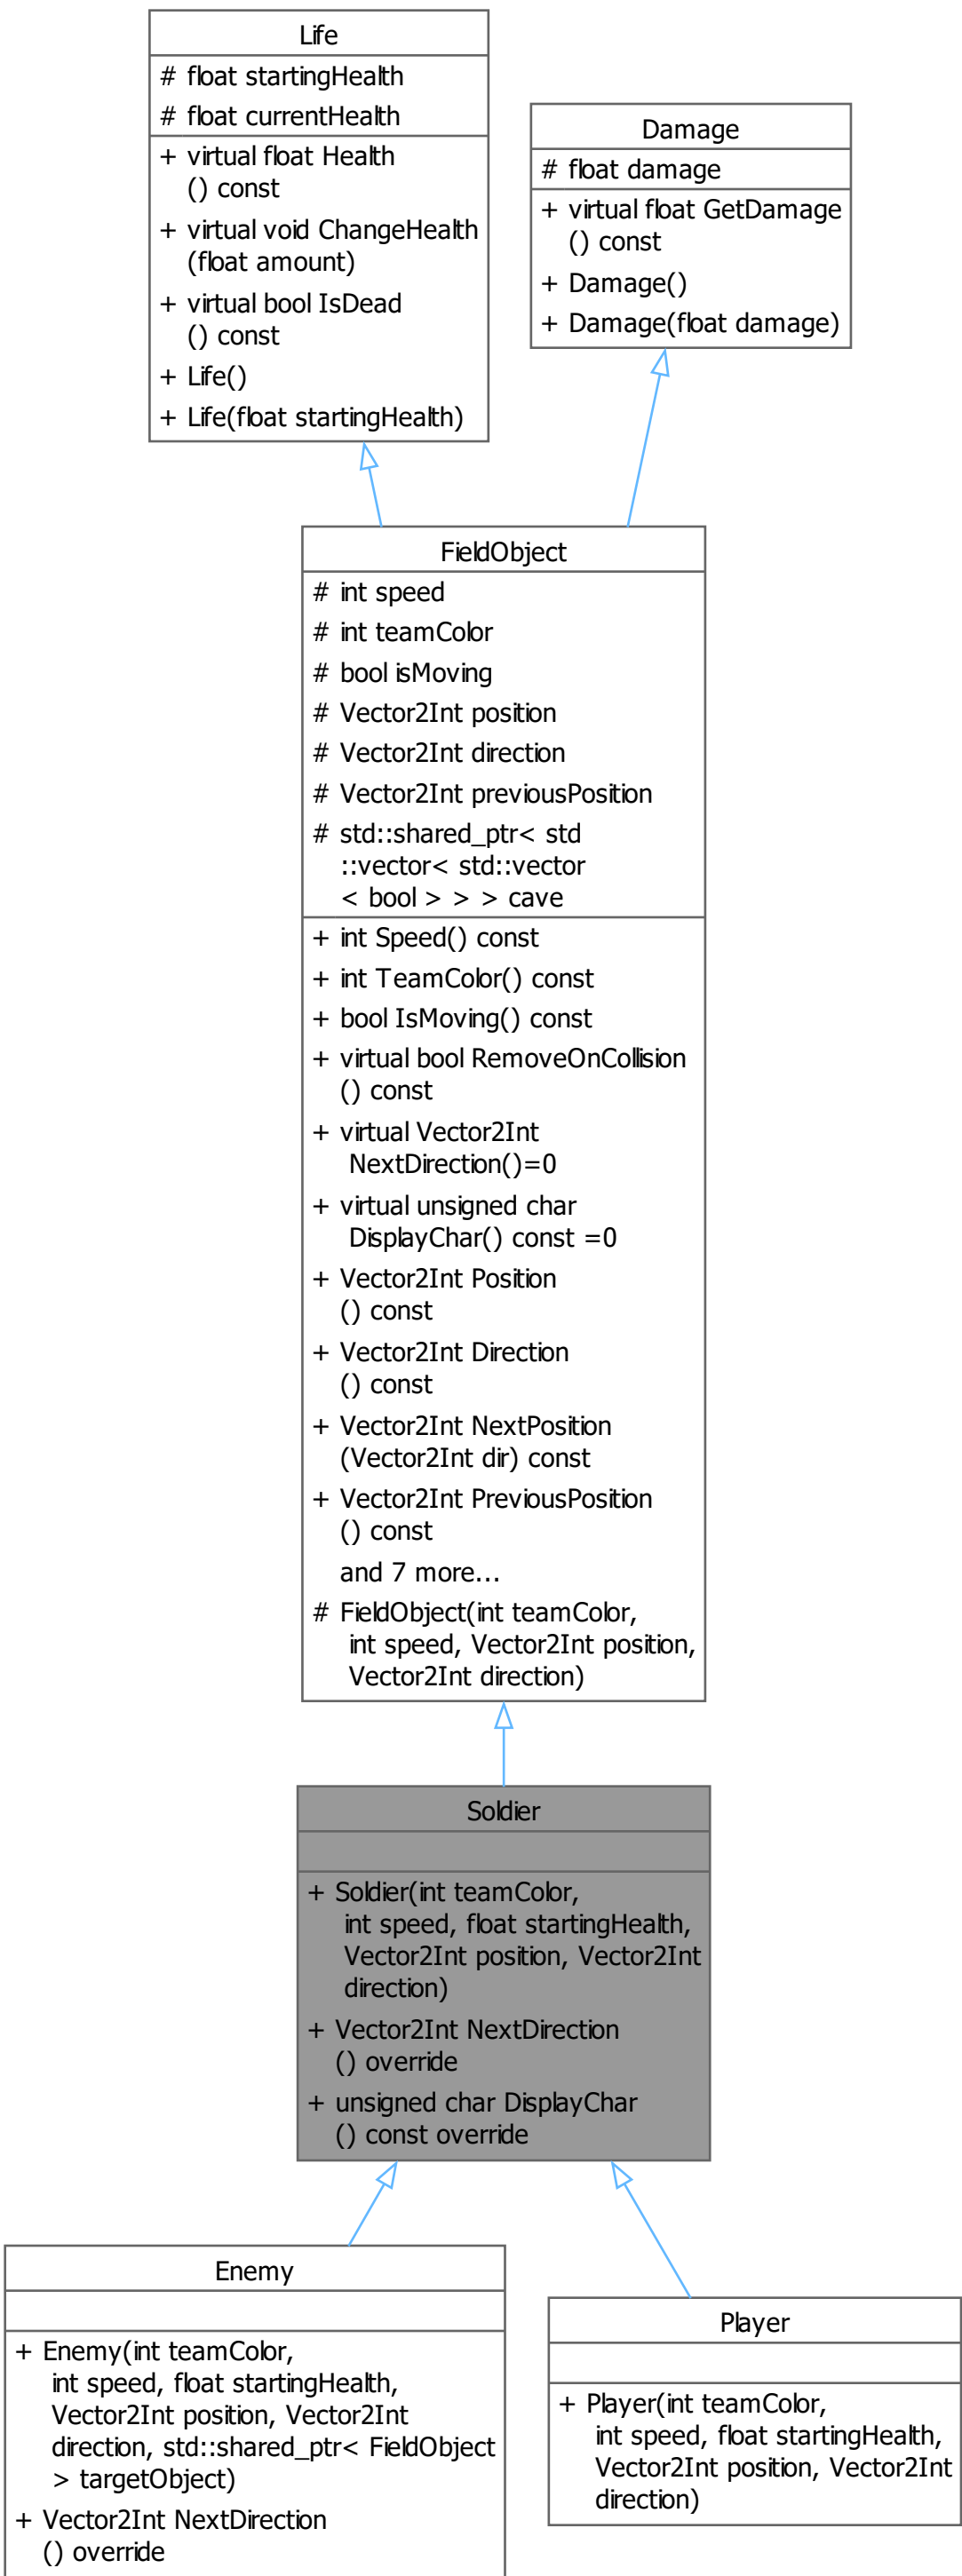 Life
# float startingHealth
# float currentHealth
+ virtual float Health
() const
+ virtual void ChangeHealth
(float amount)
+ virtual bool IsDead
() const
+ Life()
+ Life(float startingHealth)
Damage
# float damage
+ virtual float GetDamage
() const
+ Damage()
+ Damage(float damage)
FieldObject
# int speed
# int teamColor
# bool isMoving
# Vector2Int position
# Vector2Int direction
# Vector2Int previousPosition
# std::shared_ptr< std
::vector< std::vector
< bool > > > cave
+ int Speed() const
+ int TeamColor() const
+ bool IsMoving() const
+ virtual bool RemoveOnCollision
() const
+ virtual Vector2Int
NextDirection()=0
+ virtual unsigned char
DisplayChar() const =0
+ Vector2Int Position
() const
+ Vector2Int Direction
() const
+ Vector2Int NextPosition
(Vector2Int dir) const
+ Vector2Int PreviousPosition
() const
and 7 more...
# FieldObject(int teamColor,
int speed, Vector2Int position,
Vector2Int direction)
Soldier
+ Soldier(int teamColor,
int speed, float startingHealth,
Vector2Int position, Vector2Int
direction)
+ Vector2Int NextDirection
() override
+ unsigned char DisplayChar
() const override
Enemy
+ Enemy(int teamColor,
int speed, float startingHealth,
Vector2Int position, Vector2Int
direction, std::shared_ptr< FieldObject
> targetObject)
+ Vector2Int NextDirection
() override
Player
+ Player(int teamColor,
int speed, float startingHealth,
Vector2Int position, Vector2Int
direction)